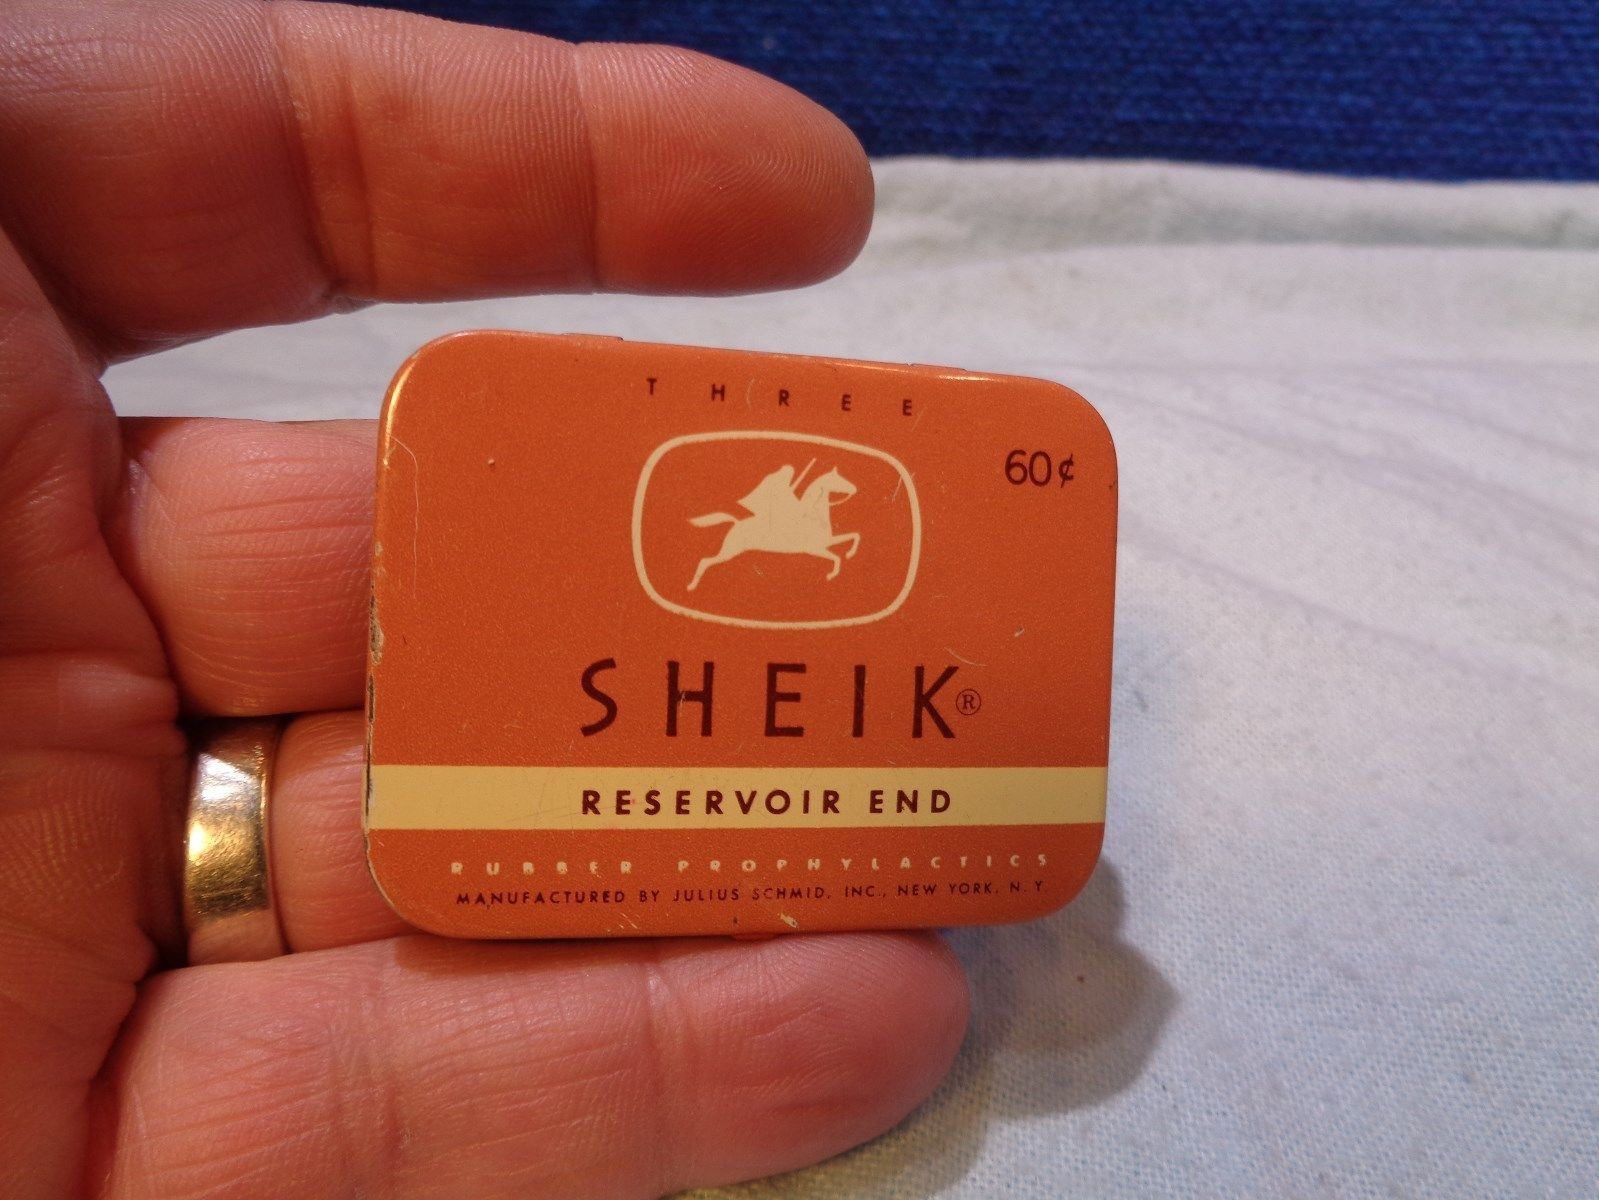 THREE
60¢
SHEIK®
RESERVOIR END
RUBBER PROPHYLACTICS
MANUFACTURED BY JULIUS SCHMID, INC., NEW YORK, N.Y.